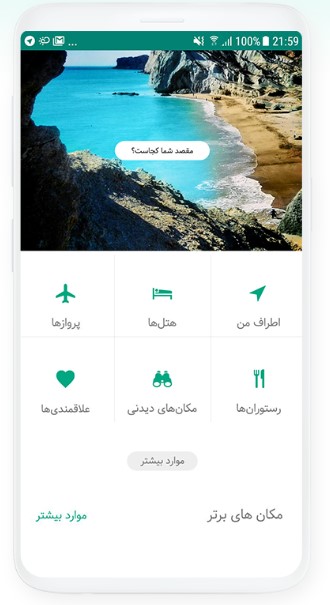 21:59 100% ...
مقصد شما کجاست؟
اطراف من
هتل‌ها
پروازها
رستوران‌ها
مکان‌های دیدنی
علاقمندی‌ها
موارد بیشتر
مکان های برتر
موارد بیشتر